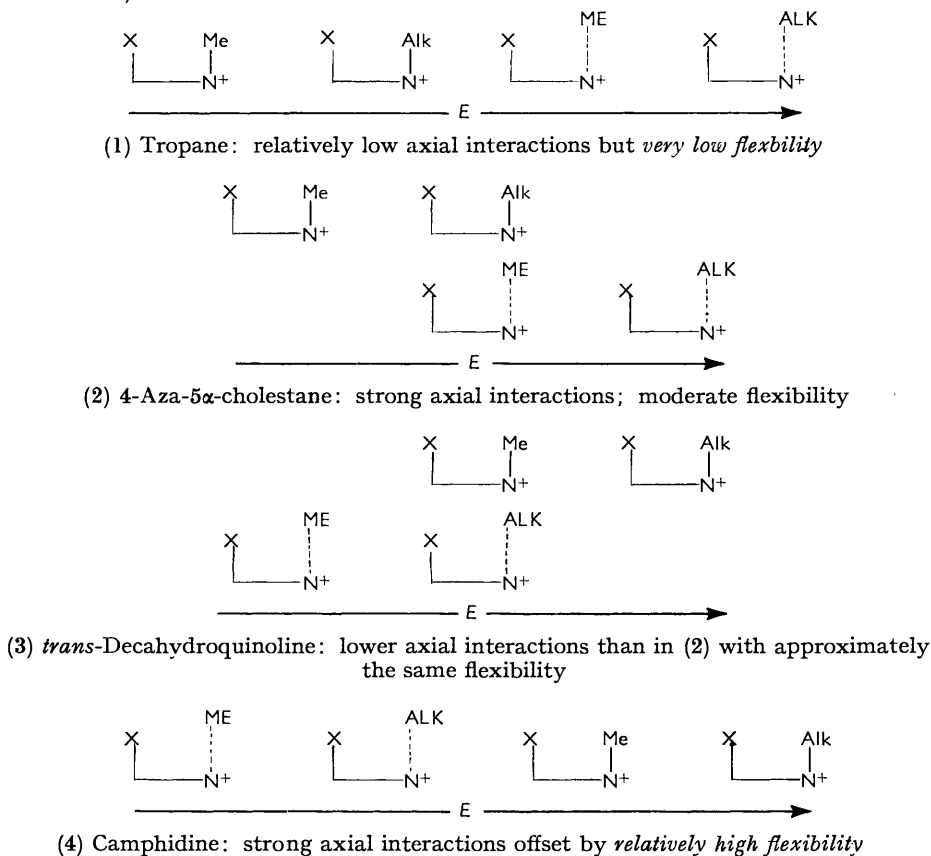 X Me X Alk X ME X ALK
N+ N+ N+ N+
E
(1) Tropane: relatively low axial interactions but very low flexbility
X Me X Alk
N+ N+
X ME X ALK
N+ N+
E
(2) 4-Aza-5α-cholestane: strong axial interactions; moderate flexibility
X Me X Alk
N+ N+
X ME X ALK
N+ N+
E
(3) trans-Decahydroquinoline: lower axial interactions than in (2) with approximately
the same flexibility
X ME X ALK X Me X Alk
N+ N+ N+ N+
E
(4) Camphidine: strong axial interactions offset by relatively high flexibility